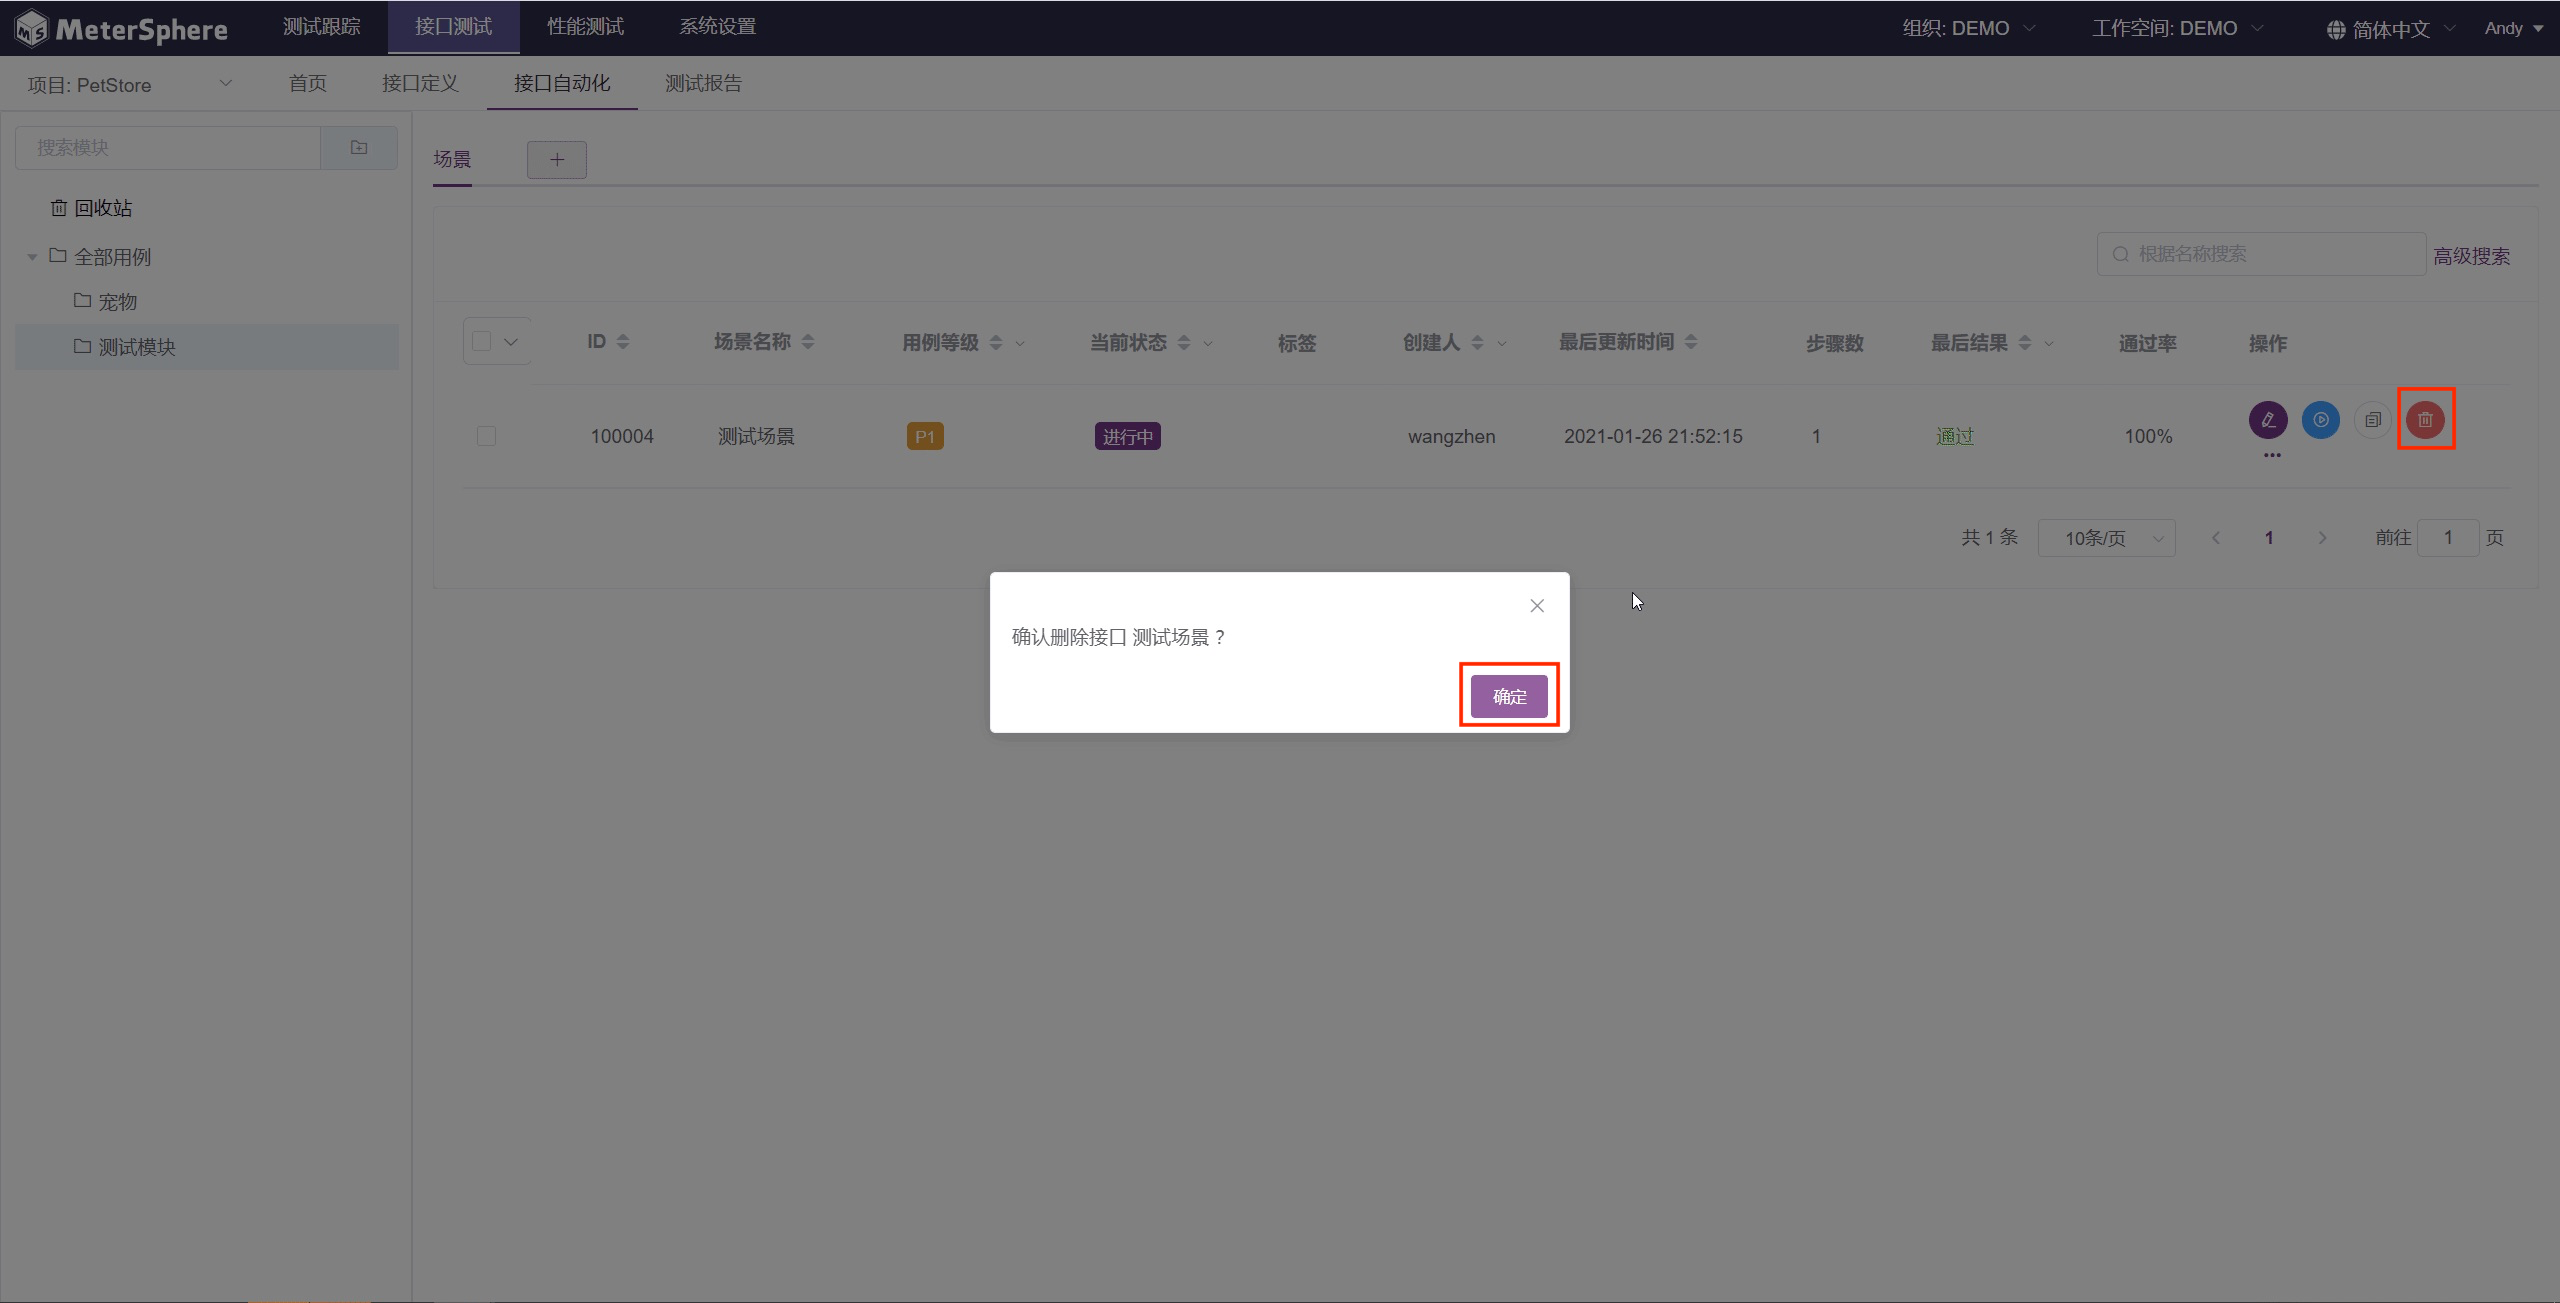 MeterSphere 测试跟踪 接口测试 性能测试 系统设置 组织: DEMO 工作空间: DEMO 简体中文 Andy
项目: PetStore 首页 接口定义 接口自动化 测试报告
搜索模块
场景 +
回收站
全部用例
宠物
测试模块
根据名称搜索 高级搜索
ID 场景名称 用例等级 当前状态 标签 创建人 最后更新时间 步骤数 最后结果 通过率 操作
100004 测试场景 P1 进行中 wangzhen 2021-01-26 21:52:15 1 通过 100%
共 1 条 10条/页 1 前往 1 页
确认删除接口 测试场景 ?
确定